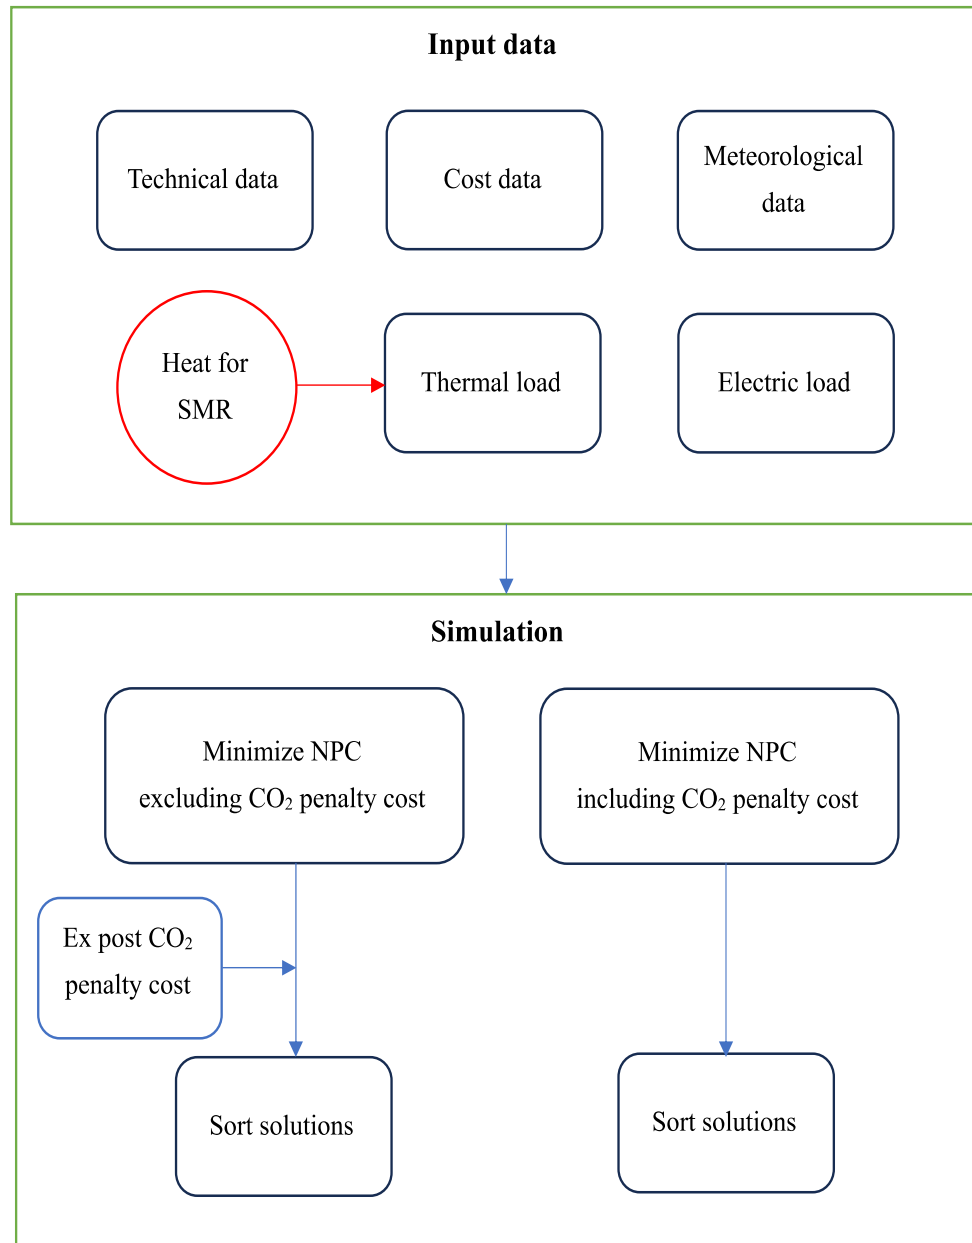 Input data
Technical data
Cost data
Meteorological
data
Heat for
SMR
Thermal load
Electric load
Simulation
Minimize NPC
excluding CO₂ penalty cost
Minimize NPC
including CO₂ penalty cost
Ex post CO₂
penalty cost
Sort solutions
Sort solutions